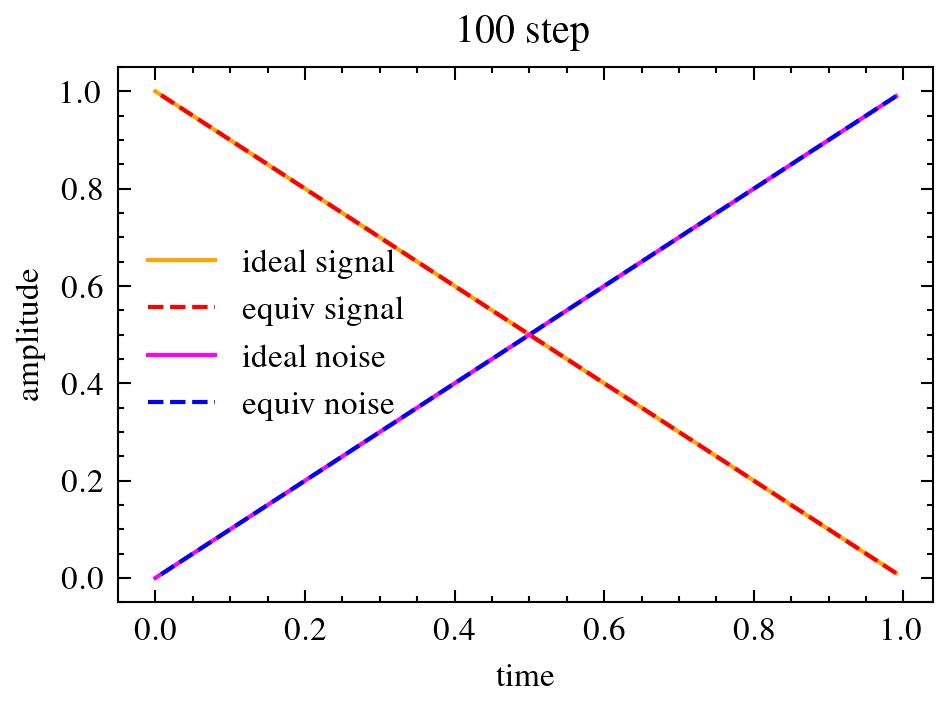 100 step
1.0
0.8
0.6
0.4
0.2
0.0
amplitude
ideal signal
equiv signal
ideal noise
equiv noise
0.0 0.2 0.4 0.6 0.8 1.0
time